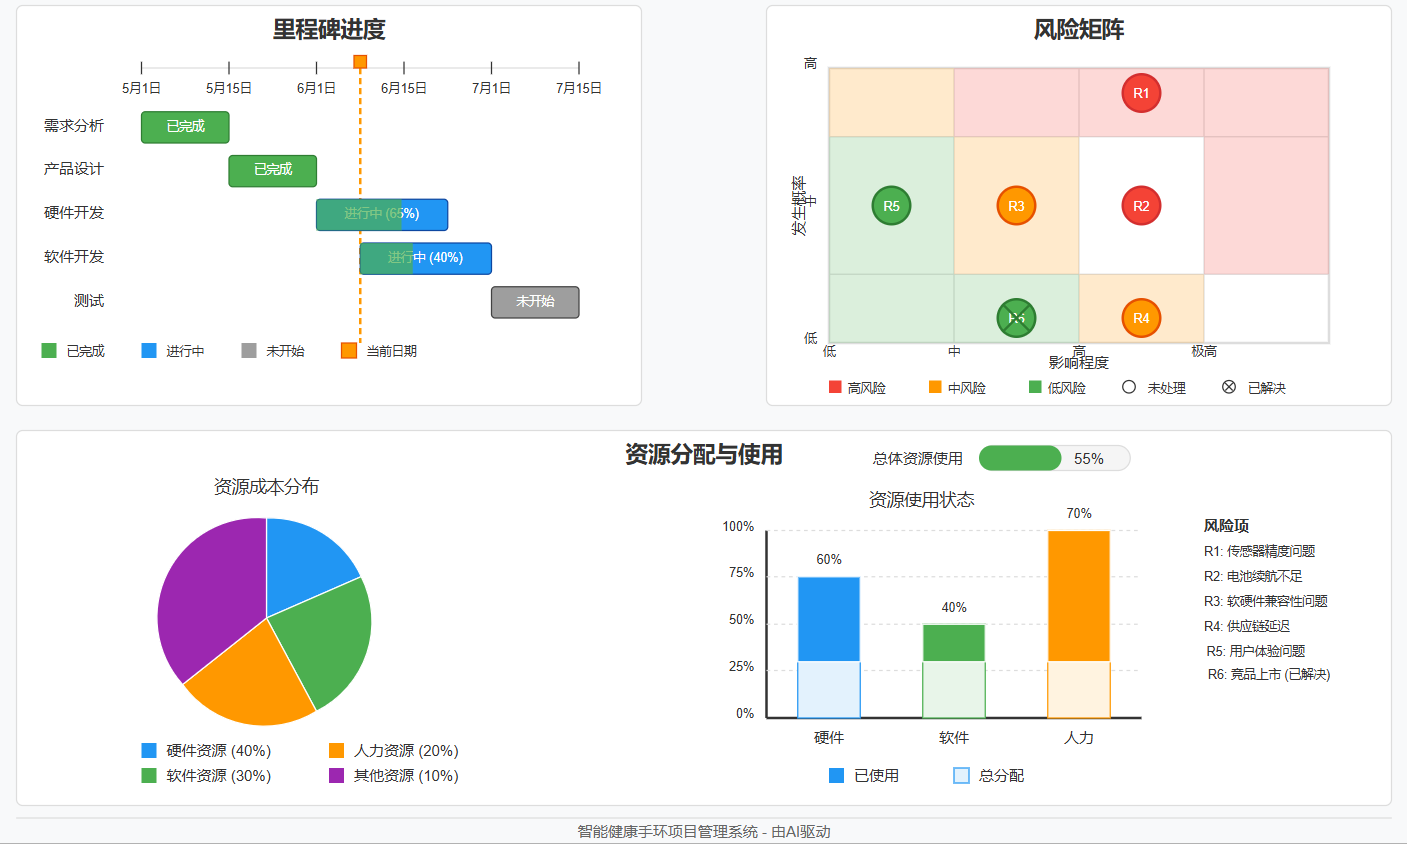 里程碑进度
5月1日 5月15日 6月1日 6月15日 7月1日 7月15日
需求分析 已完成
产品设计 已完成
硬件开发 进行中 (65%)
软件开发 进行中 (40%)
测试 未开始
已完成 进行中 未开始 当前日期
风险矩阵
高
中
低
发生概率
R1
R5 R3 R2
R6 R4
低 中 高 极高
影响程度
高风险 中风险 低风险 未处理 已解决
资源分配与使用
总体资源使用 55%
资源成本分布
硬件资源 (40%) 人力资源 (20%)
软件资源 (30%) 其他资源 (10%)
资源使用状态
100%
75%
50%
25%
0%
60%
40%
70%
硬件 软件 人力
已使用 总分配
风险项
R1: 传感器精度问题
R2: 电池续航不足
R3: 软硬件兼容性问题
R4: 供应链延迟
R5: 用户体验问题
R6: 竞品上市 (已解决)
智能健康手环项目管理系统 - 由AI驱动